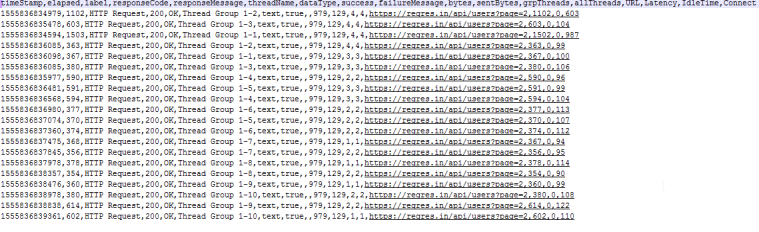 timeStamp,elapsed,label,responseCode,responseMessage,threadName,dataType,success,failureMessage,bytes,sentBytes,grpThreads,allThreads,URL,Latency,IdleTime,Connect
1555836834979,1102,HTTP Request,200,OK,Thread Group 1-2,text,true,,979,129,4,4,https://reqres.in/api/users?page=2,1102,0,603
1555836835478,603,HTTP Request,200,OK,Thread Group 1-3,text,true,,979,129,4,4,https://reqres.in/api/users?page=2,603,0,104
1555836834594,1503,HTTP Request,200,OK,Thread Group 1-1,text,true,,979,129,4,4,https://reqres.in/api/users?page=2,1502,0,987
1555836836085,363,HTTP Request,200,OK,Thread Group 1-2,text,true,,979,129,4,4,https://reqres.in/api/users?page=2,363,0,99
1555836836098,367,HTTP Request,200,OK,Thread Group 1-1,text,true,,979,129,3,3,https://reqres.in/api/users?page=2,367,0,100
1555836836085,380,HTTP Request,200,OK,Thread Group 1-3,text,true,,979,129,3,3,https://reqres.in/api/users?page=2,380,0,106
1555836835977,590,HTTP Request,200,OK,Thread Group 1-4,text,true,,979,129,2,2,https://reqres.in/api/users?page=2,590,0,96
1555836836481,591,HTTP Request,200,OK,Thread Group 1-5,text,true,,979,129,3,3,https://reqres.in/api/users?page=2,591,0,99
1555836836568,594,HTTP Request,200,OK,Thread Group 1-4,text,true,,979,129,3,3,https://reqres.in/api/users?page=2,594,0,104
1555836836980,377,HTTP Request,200,OK,Thread Group 1-6,text,true,,979,129,2,2,https://reqres.in/api/users?page=2,377,0,113
1555836837074,370,HTTP Request,200,OK,Thread Group 1-5,text,true,,979,129,2,2,https://reqres.in/api/users?page=2,370,0,107
1555836837360,374,HTTP Request,200,OK,Thread Group 1-6,text,true,,979,129,2,2,https://reqres.in/api/users?page=2,374,0,112
1555836837475,368,HTTP Request,200,OK,Thread Group 1-7,text,true,,979,129,1,1,https://reqres.in/api/users?page=2,367,0,94
1555836837845,356,HTTP Request,200,OK,Thread Group 1-7,text,true,,979,129,2,2,https://reqres.in/api/users?page=2,356,0,95
1555836837978,378,HTTP Request,200,OK,Thread Group 1-8,text,true,,979,129,1,1,https://reqres.in/api/users?page=2,378,0,114
1555836838357,354,HTTP Request,200,OK,Thread Group 1-8,text,true,,979,129,2,2,https://reqres.in/api/users?page=2,354,0,90
1555836838476,360,HTTP Request,200,OK,Thread Group 1-9,text,true,,979,129,1,1,https://reqres.in/api/users?page=2,360,0,99
1555836838978,380,HTTP Request,200,OK,Thread Group 1-10,text,true,,979,129,2,2,https://reqres.in/api/users?page=2,380,0,108
1555836838838,614,HTTP Request,200,OK,Thread Group 1-9,text,true,,979,129,2,2,https://reqres.in/api/users?page=2,614,0,122
1555836839361,602,HTTP Request,200,OK,Thread Group 1-10,text,true,,979,129,1,1,https://reqres.in/api/users?page=2,602,0,110